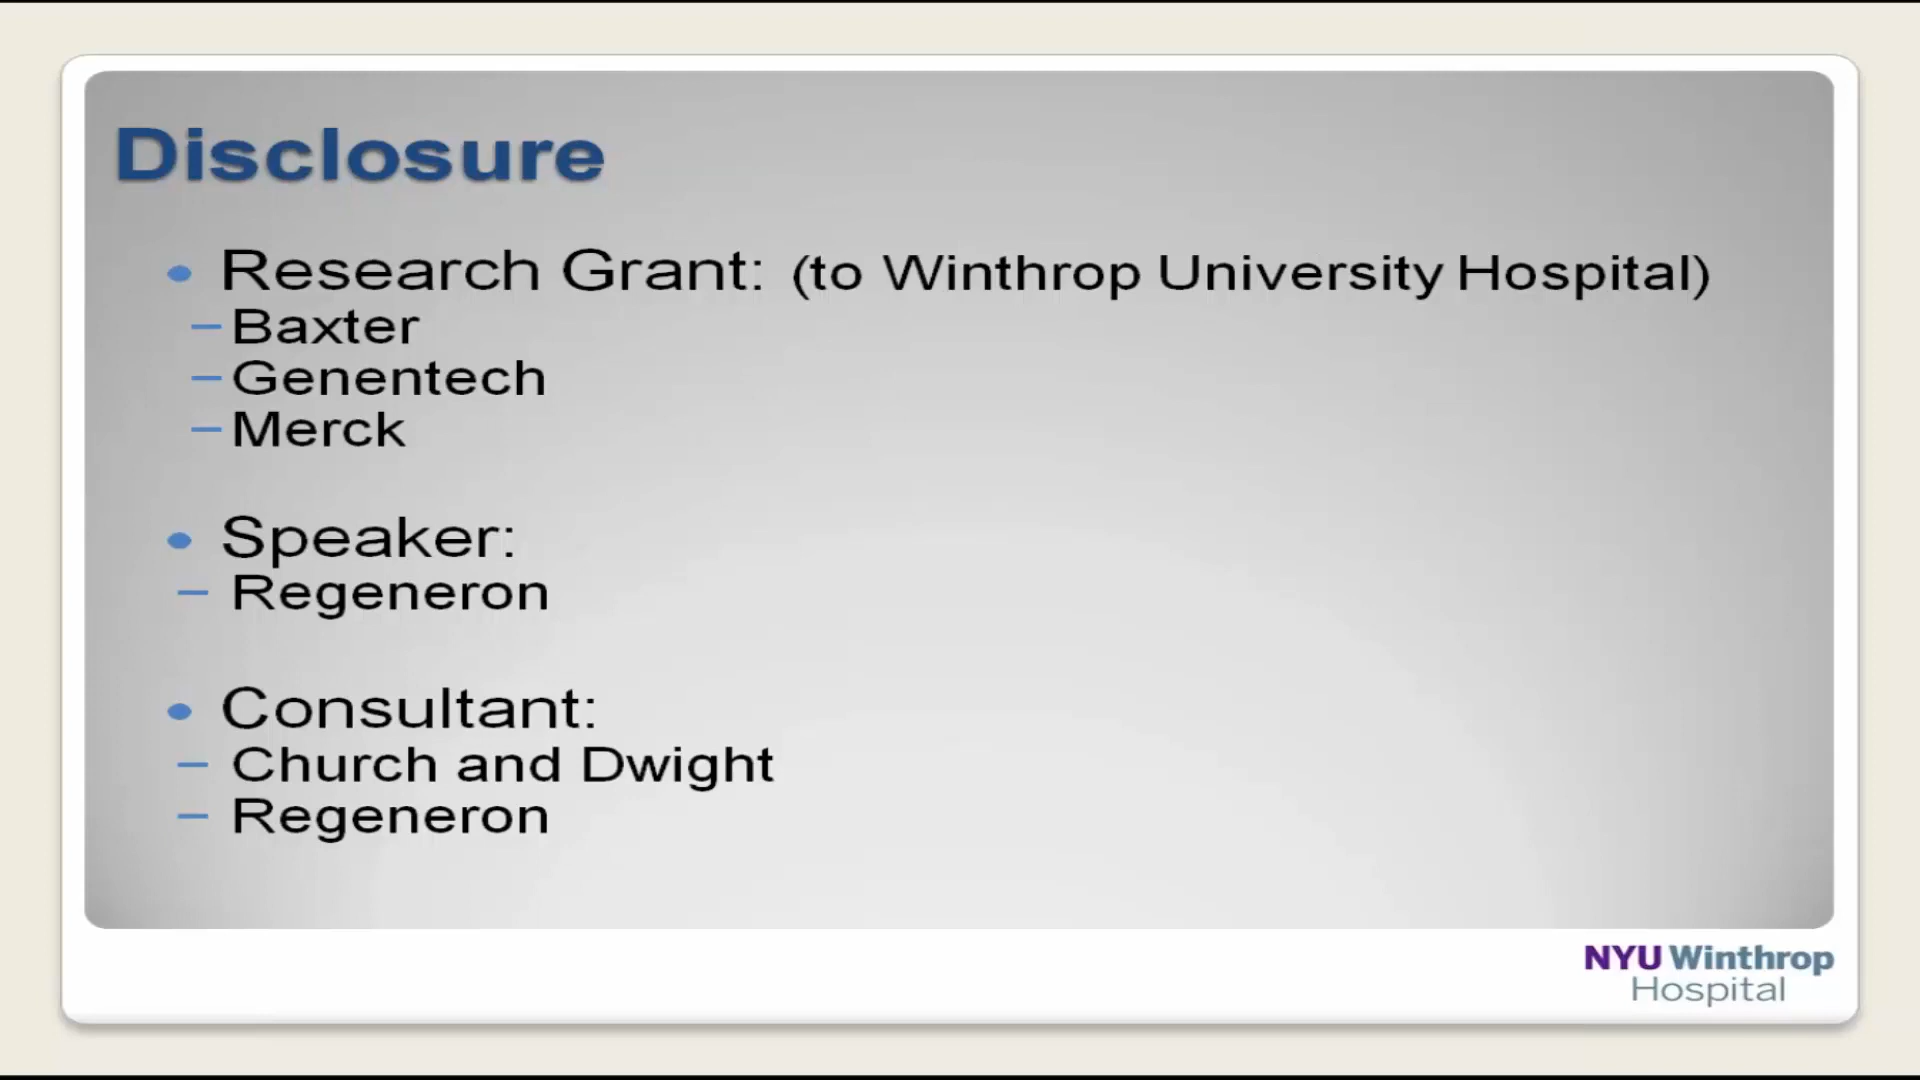 Disclosure
• Research Grant: (to Winthrop University Hospital)
– Baxter
– Genentech
– Merck
• Speaker:
– Regeneron
• Consultant:
– Church and Dwight
– Regeneron
NYU Winthrop
Hospital